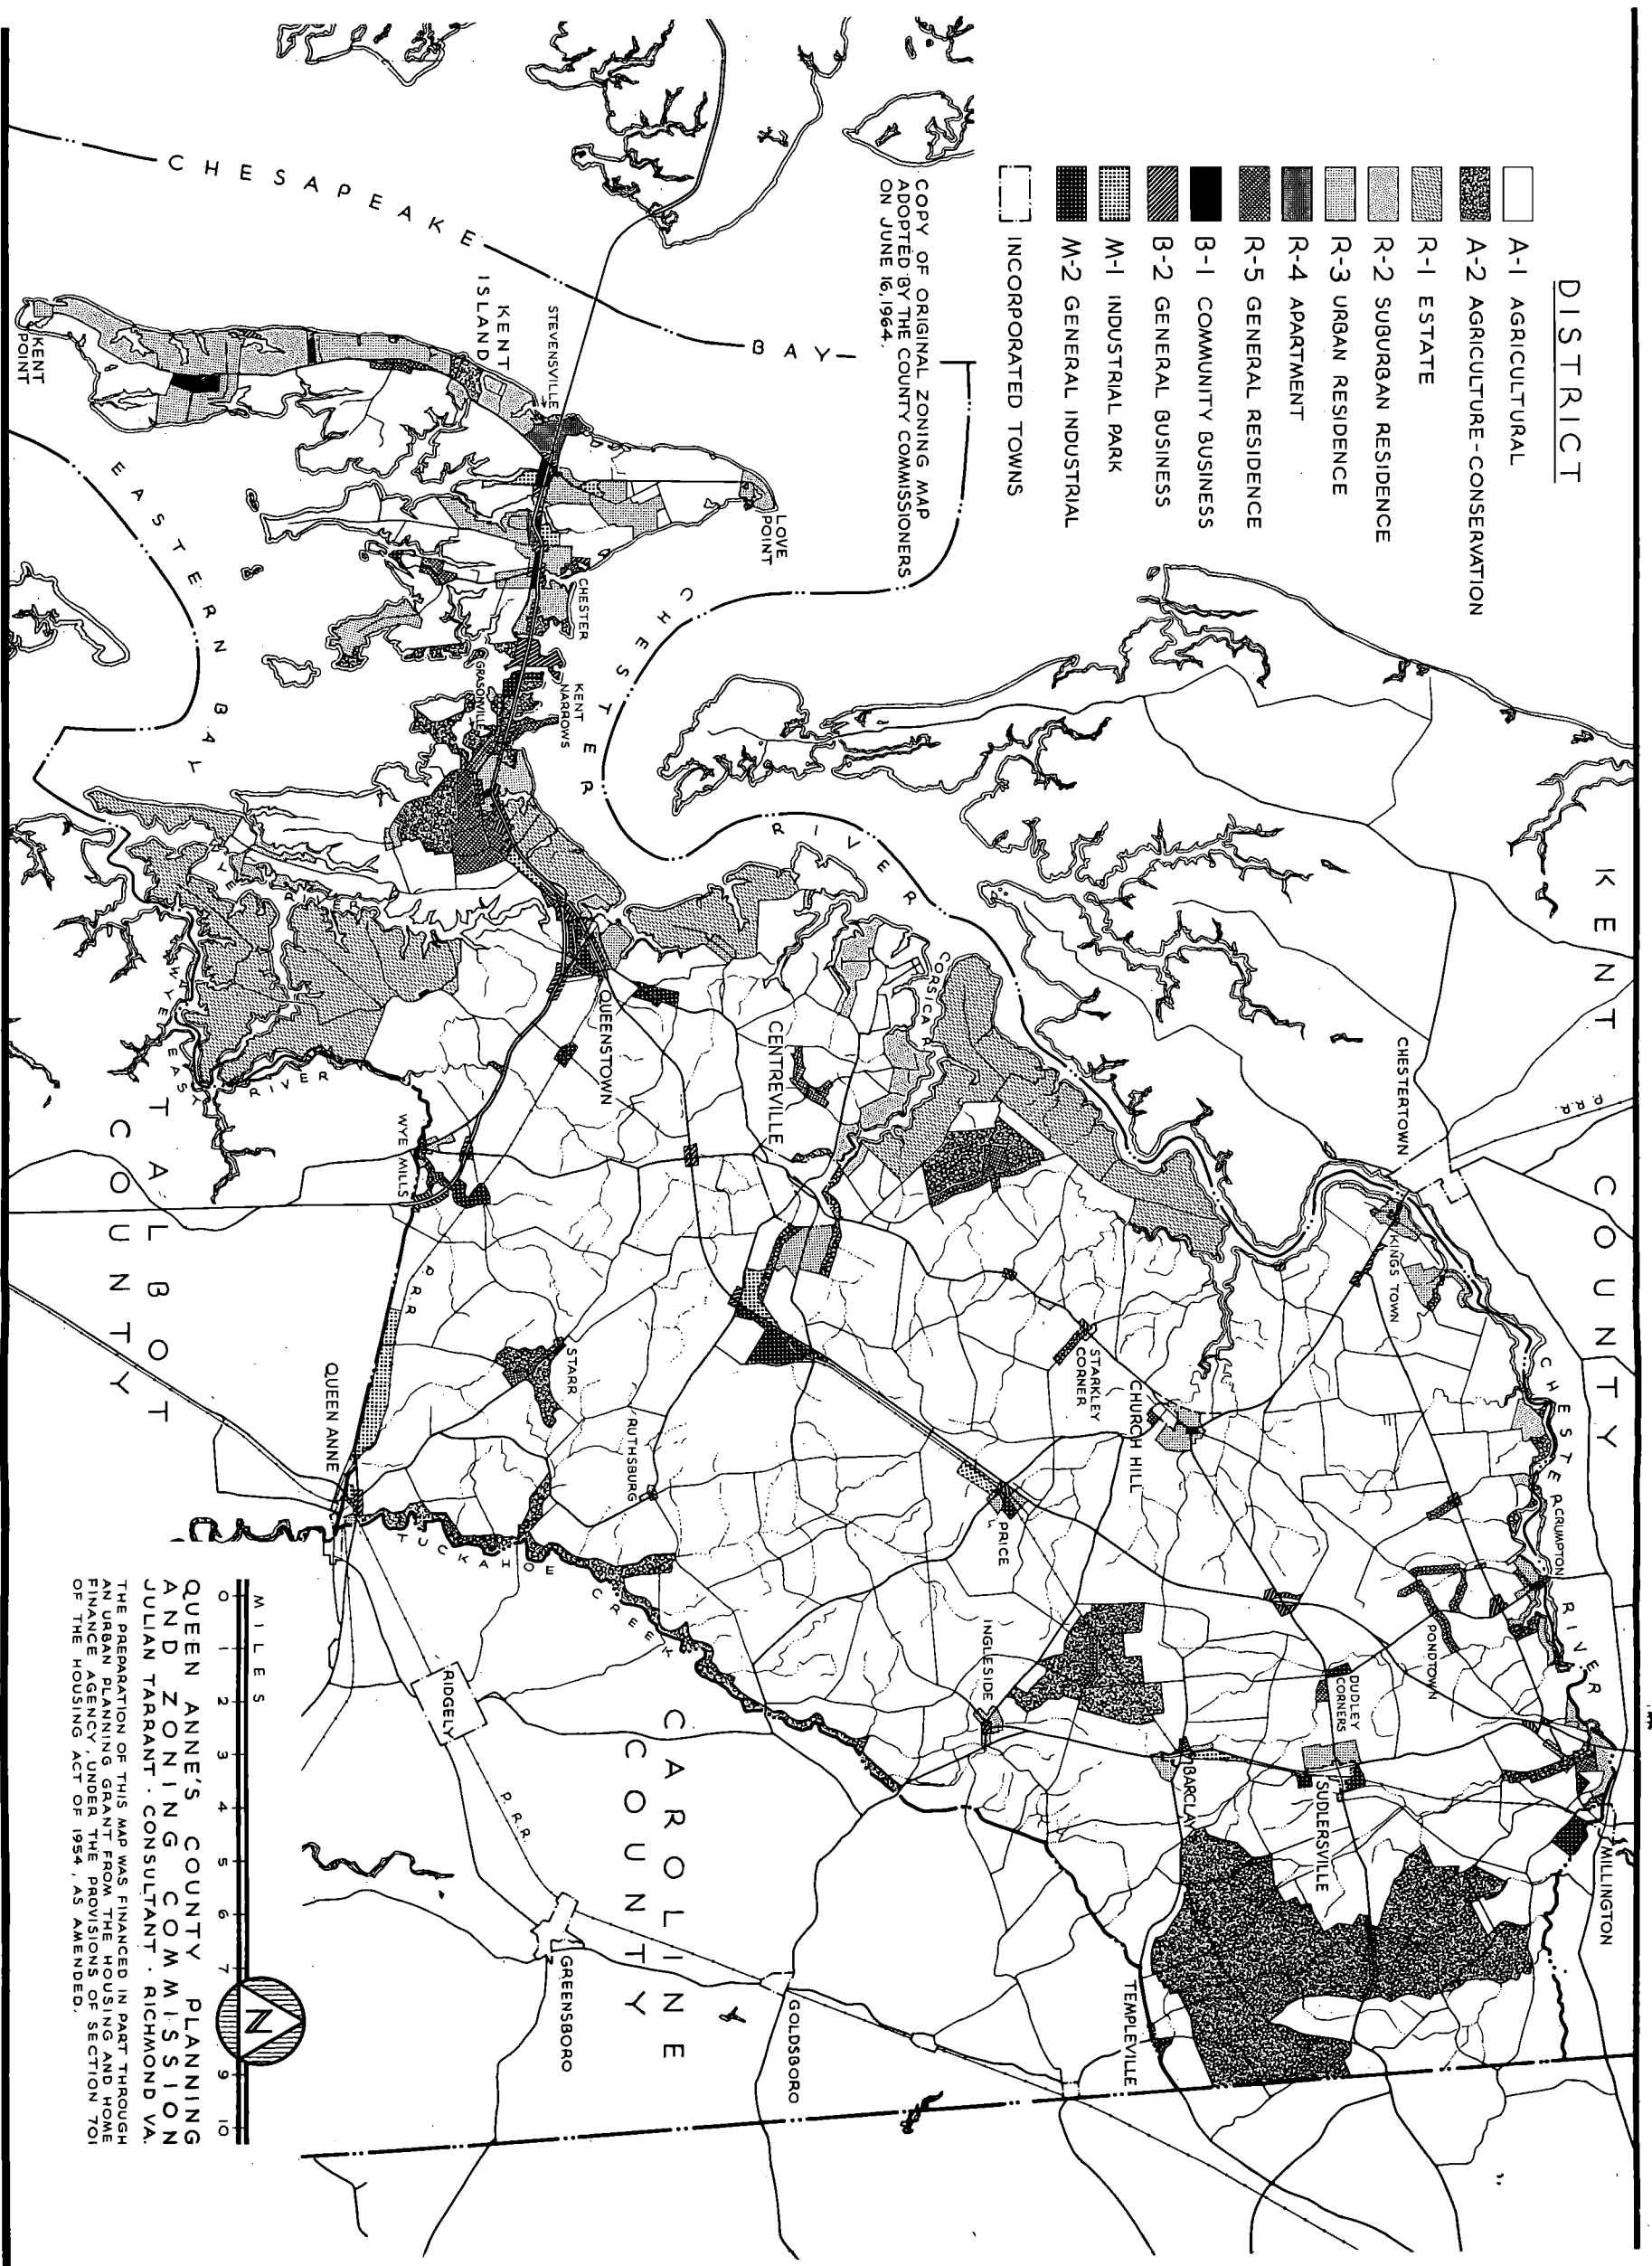 DISTRICT
A-1 AGRICULTURAL
A-2 AGRICULTURE-CONSERVATION
R-1 ESTATE
R-2 SUBURBAN RESIDENCE
R-3 URBAN RESIDENCE
R-4 APARTMENT
R-5 GENERAL RESIDENCE
B-1 COMMUNITY BUSINESS
B-2 GENERAL BUSINESS
M-1 INDUSTRIAL PARK
M-2 GENERAL INDUSTRIAL
INCORPORATED TOWNS
COPY OF ORIGINAL ZONING MAP
ADOPTED BY THE COUNTY COMMISSIONERS
ON JUNE 16, 1964.
KENT COUNTY
P.R.R.
CHESTERTOWN
KINGS TOWN
CHESTER RIVER
CRUMPTON
MILLINGTON
PONDTOWN
DUDLEY
CORNERS
SUDLERSVILLE
BARCLAY
TEMPLEVILLE
CHURCH HILL
STARKLEY
CORNER
PRICE
INGLESIDE
CHESTER RIVER
CORSICA R.
CENTREVILLE
CHESAPEAKE BAY
LOVE
POINT
STEVENSVILLE
KENT
ISLAND
KENT
POINT
CHESTER
KENT
NARROWS
GRASONVILLE
QUEENSTOWN
EASTERN BAY
WYE RIVER
WYE EAST RIVER
WYE MILLS
P.R.R.
STARR
RUTHSBURG
QUEEN ANNE
TUCKAHOE CREEK
TALBOT
COUNTY
CAROLINE
COUNTY
RIDGELY
P.R.R.
GREENSBORO
GOLDSBORO
MILES
0 1 2 3 4 5 6 7 9 10
N
QUEEN ANNE'S COUNTY PLANNING
AND ZONING COMMISSION
JULIAN TARRANT · CONSULTANT · RICHMOND VA.
THE PREPARATION OF THIS MAP WAS FINANCED IN PART THROUGH
AN URBAN PLANNING GRANT FROM THE HOUSING AND HOME
FINANCE AGENCY, UNDER THE PROVISIONS OF SECTION 701
OF THE HOUSING ACT OF 1954, AS AMENDED.